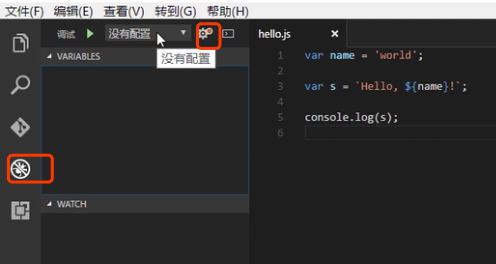 文件(F) 编辑(E) 查看(V) 转到(G) 帮助(H)
调试 没有配置
没有配置
VARIABLES
WATCH
hello.js
1 var name = 'world';
2
3 var s = `Hello, ${name}!`;
4
5 console.log(s);
6